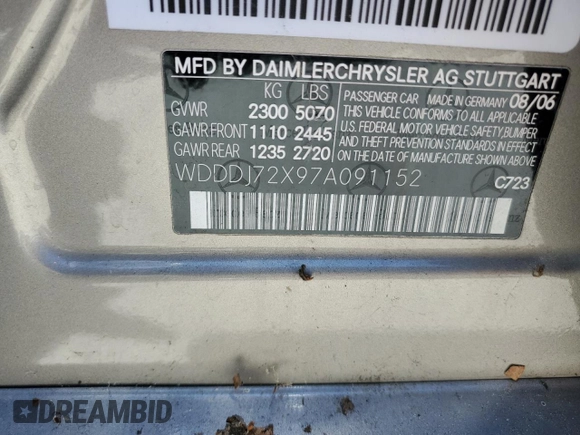 MFD BY DAIMLERCHRYSLER AG STUTTGART
KG LBS
GVWR 2300 5070
GAWR FRONT 1110 2445
GAWR REAR 1235 2720
PASSENGER CAR MADE IN GERMANY 08/06
THIS VEHICLE CONFORMS TO ALL APPLICABLE
U.S. FEDERAL MOTOR VEHICLE SAFETY, BUMPER
AND THEFT PREVENTION STANDARDS IN EFFECT
ON THE DATE OF MANUFACTURE SHOWN ABOVE
WDDDJ72X97A091152
C723
DREAMBID